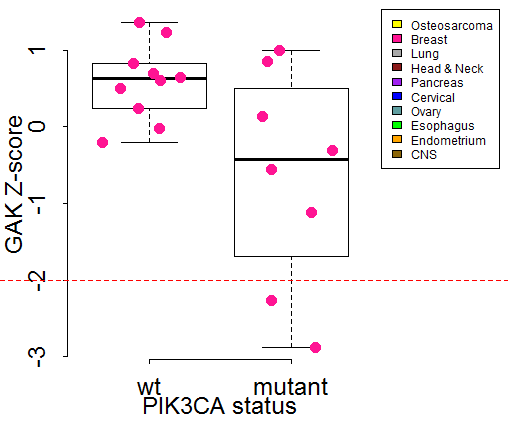 GAK Z-score
1
0
-1
-2
-3
wt
mutant
PIK3CA status
Osteosarcoma
Breast
Lung
Head & Neck
Pancreas
Cervical
Ovary
Esophagus
Endometrium
CNS